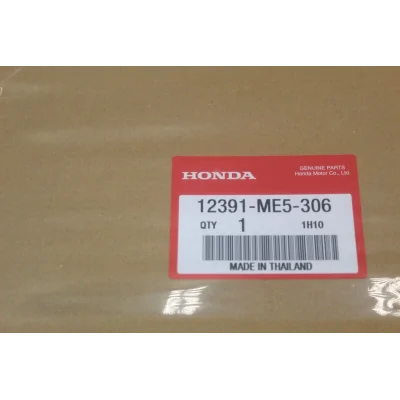 HONDA
GENUINE PARTS
Honda Motor Co., Ltd.
12391-ME5-306
QTY 1 1H10
MADE IN THAILAND